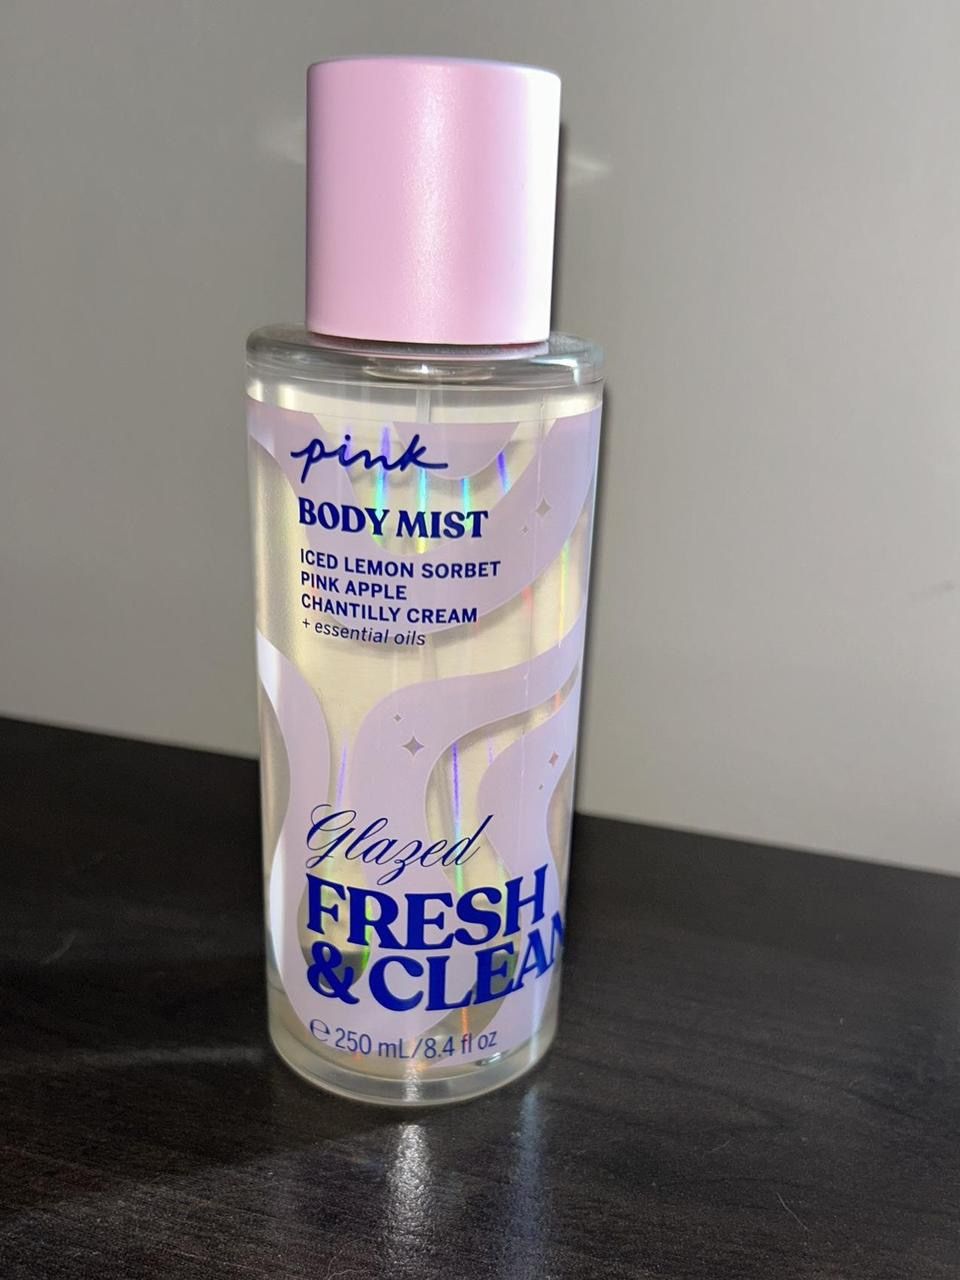 pink
BODY MIST
ICED LEMON SORBET
PINK APPLE
CHANTILLY CREAM
+ essential oils
Glazed
FRESH
& CLEAN
℮ 250 mL/8.4 fl oz